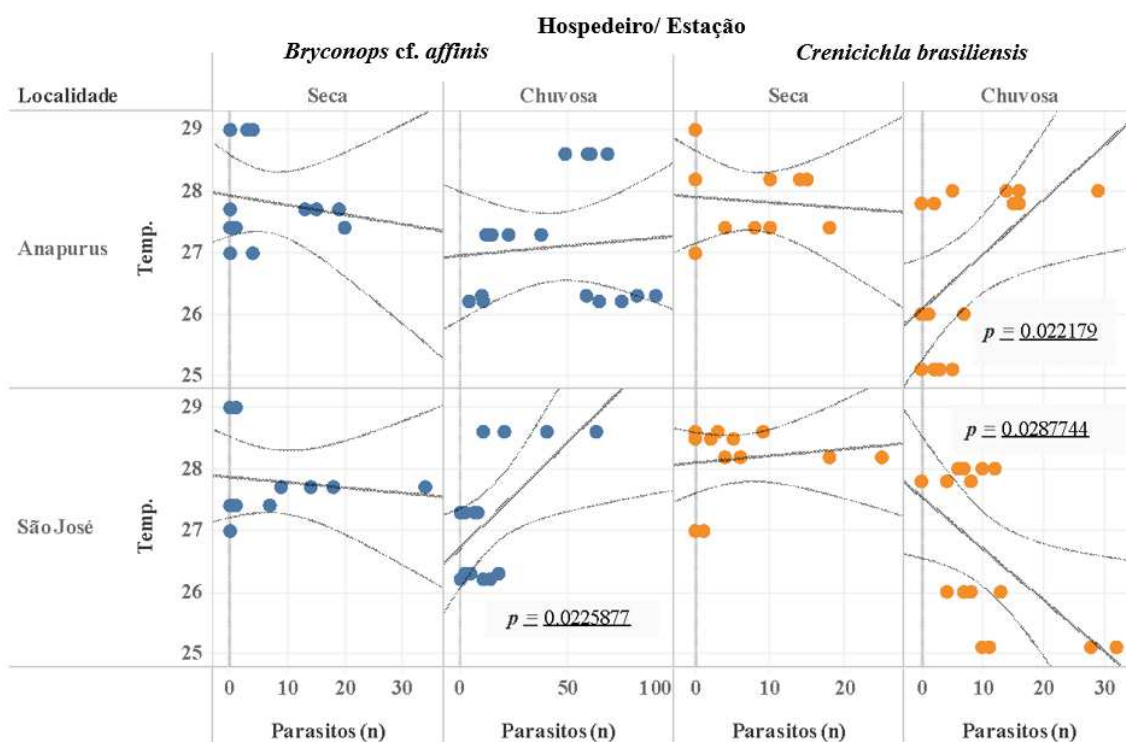 Hospedeiro/ Estação
Bryconops cf. affinis
Crenicichla brasiliensis
Localidade
Seca
Chuvosa
Seca
Chuvosa
Anapurus
Temp.
29
28
27
26
25
p = 0.022179
São José
Temp.
29
28
27
26
25
p = 0.0225877
p = 0.0287744
0 10 20 30
0 50 100
0 10 20
0 10 20 30
Parasitos (n)
Parasitos (n)
Parasitos (n)
Parasitos (n)